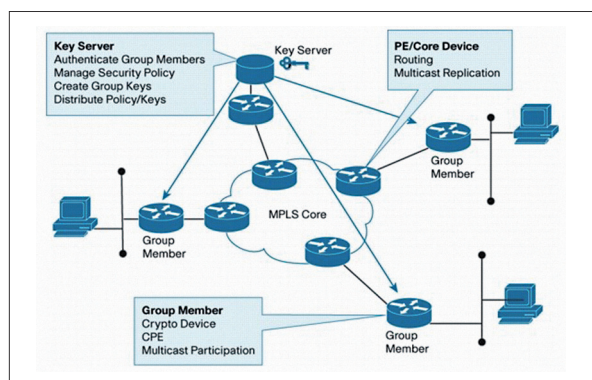 Key Server
Authenticate Group Members
Manage Security Policy
Create Group Keys
Distribute Policy/Keys
Key Server
PE/Core Device
Routing
Multicast Replication
Group
Member
MPLS Core
Group
Member
Group Member
Crypto Device
CPE
Multicast Participation
Group
Member